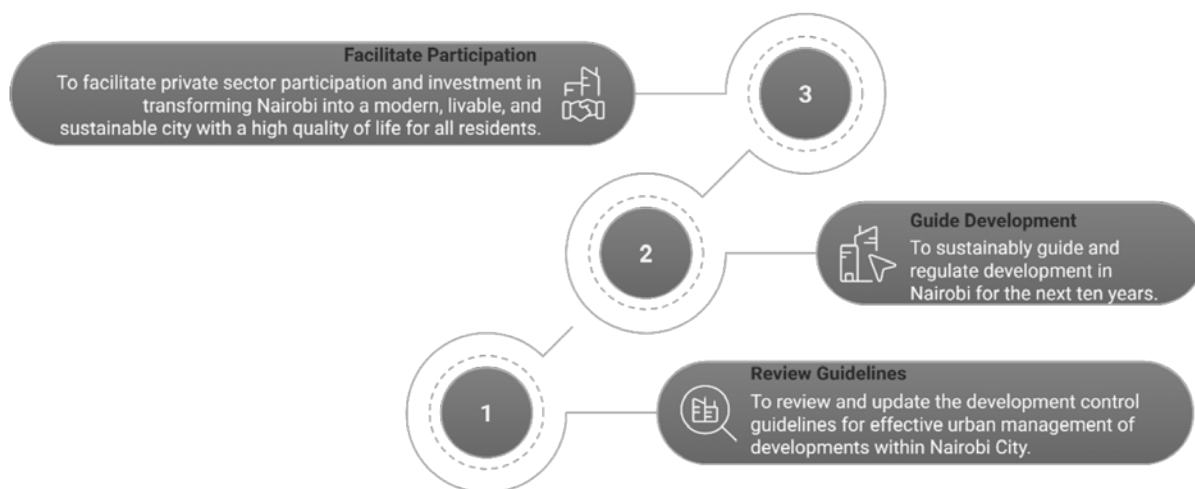 Facilitate Participation
To facilitate private sector participation and investment in
transforming Nairobi into a modern, livable, and
sustainable city with a high quality of life for all residents.
3
2
Guide Development
To sustainably guide and
regulate development in
Nairobi for the next ten years.
1
Review Guidelines
To review and update the development control
guidelines for effective urban management of
developments within Nairobi City.